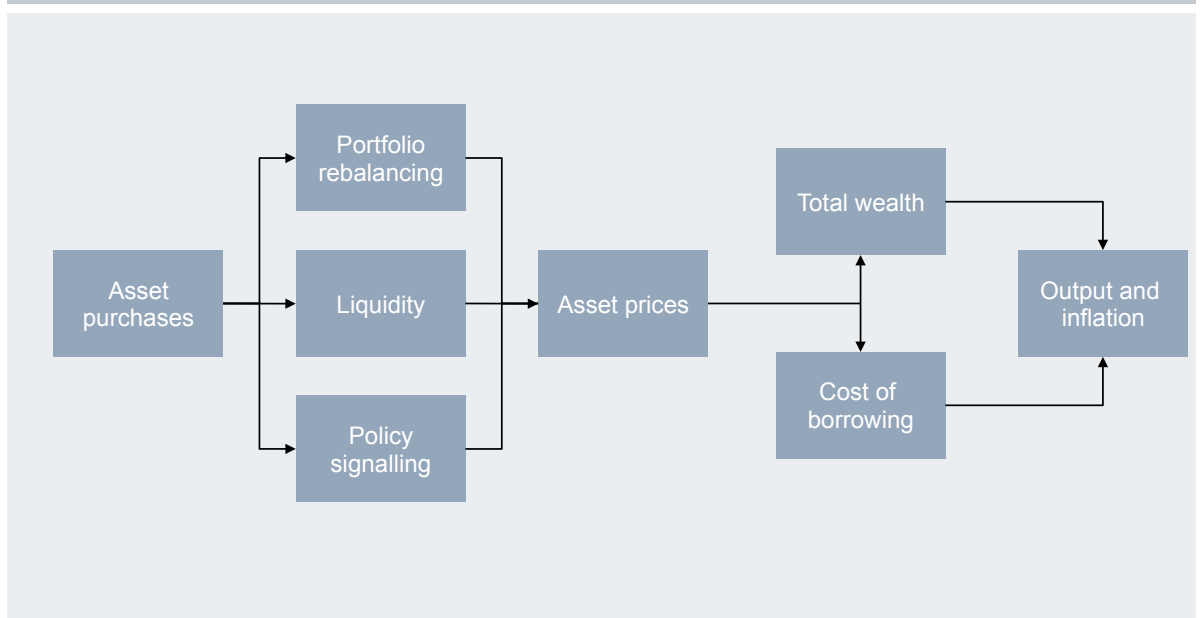 Asset
purchases
Portfolio
rebalancing
Liquidity
Policy
signalling
Asset prices
Total wealth
Cost of
borrowing
Output and
inflation